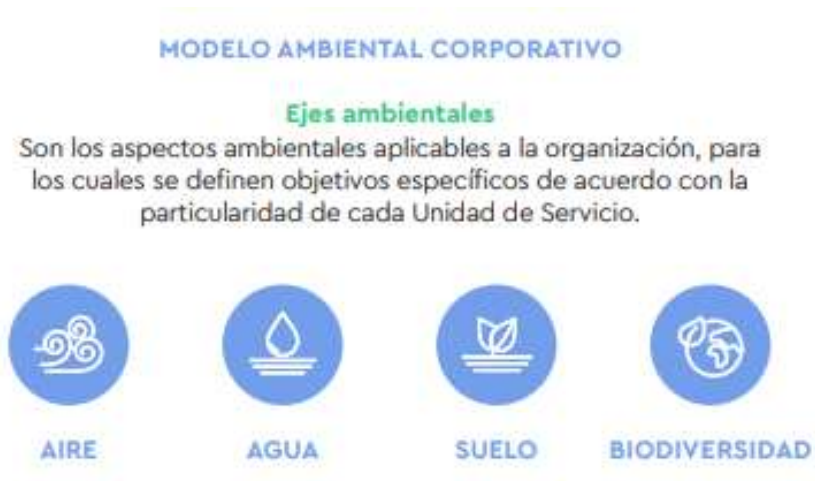 MODELO AMBIENTAL CORPORATIVO
Ejes ambientales
Son los aspectos ambientales aplicables a la organización, para
los cuales se definen objetivos específicos de acuerdo con la
particularidad de cada Unidad de Servicio.
AIRE
AGUA
SUELO
BIODIVERSIDAD